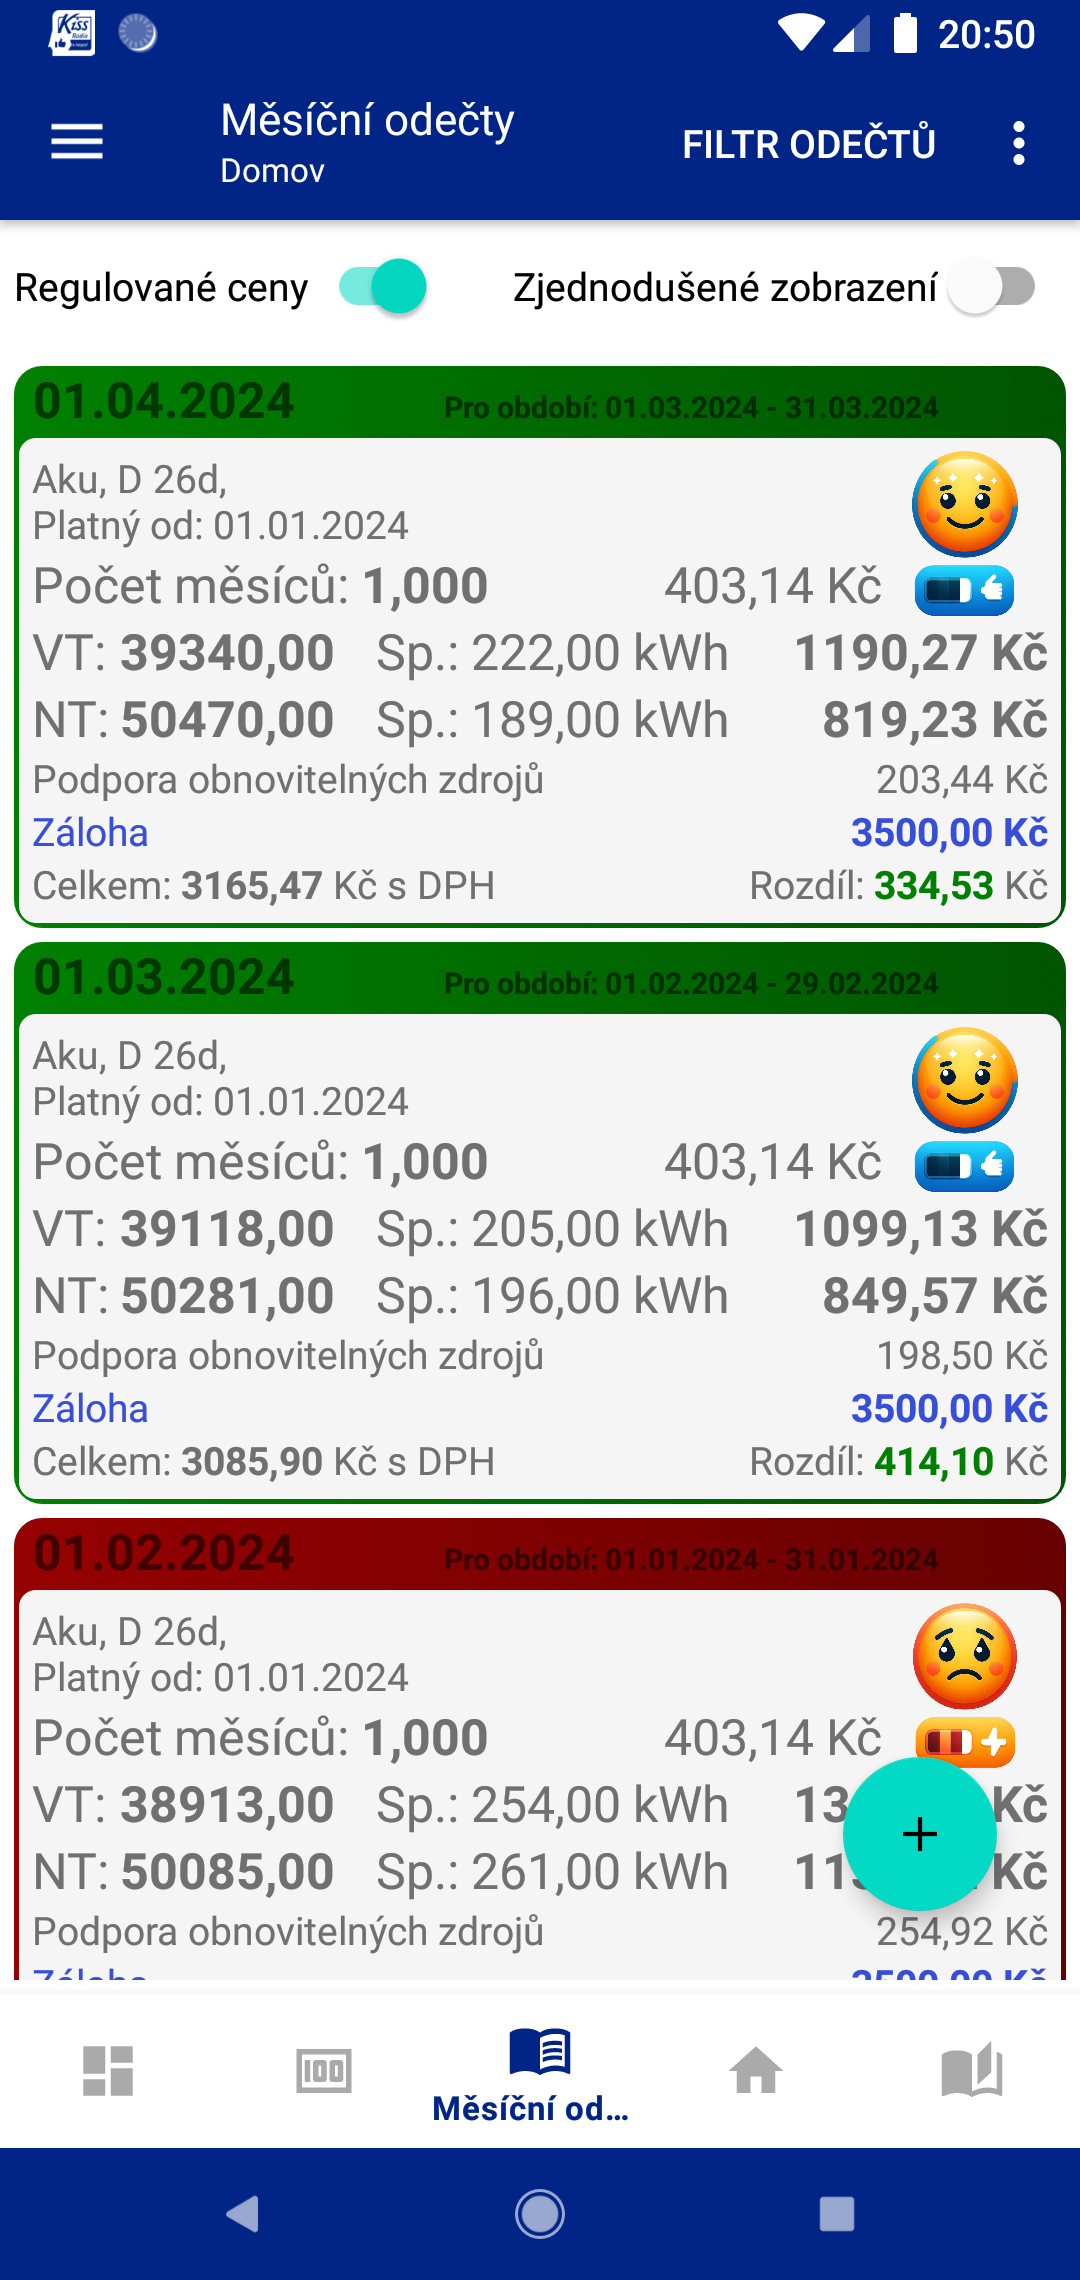 Kiss
20:50
Měsíční odečty
FILTR ODEČTŮ
Domov
Regulované ceny Zjednodušené zobrazení
01.04.2024 Pro období: 01.03.2024 - 31.03.2024
Aku, D 26d,
Platný od: 01.01.2024
Počet měsíců: 1,000 403,14 Kč
VT: 39340,00 Sp.: 222,00 kWh 1190,27 Kč
NT: 50470,00 Sp.: 189,00 kWh 819,23 Kč
Podpora obnovitelných zdrojů 203,44 Kč
Záloha 3500,00 Kč
Celkem: 3165,47 Kč s DPH Rozdíl: 334,53 Kč
01.03.2024 Pro období: 01.02.2024 - 29.02.2024
Aku, D 26d,
Platný od: 01.01.2024
Počet měsíců: 1,000 403,14 Kč
VT: 39118,00 Sp.: 205,00 kWh 1099,13 Kč
NT: 50281,00 Sp.: 196,00 kWh 849,57 Kč
Podpora obnovitelných zdrojů 198,50 Kč
Záloha 3500,00 Kč
Celkem: 3085,90 Kč s DPH Rozdíl: 414,10 Kč
01.02.2024 Pro období: 01.01.2024 - 31.01.2024
Aku, D 26d,
Platný od: 01.01.2024
Počet měsíců: 1,000 403,14 Kč
VT: 38913,00 Sp.: 254,00 kWh Kč
NT: 50085,00 Sp.: 261,00 kWh Kč
Podpora obnovitelných zdrojů 254,92 Kč
Záloha 3500,00 Kč
100
Měsíční od...